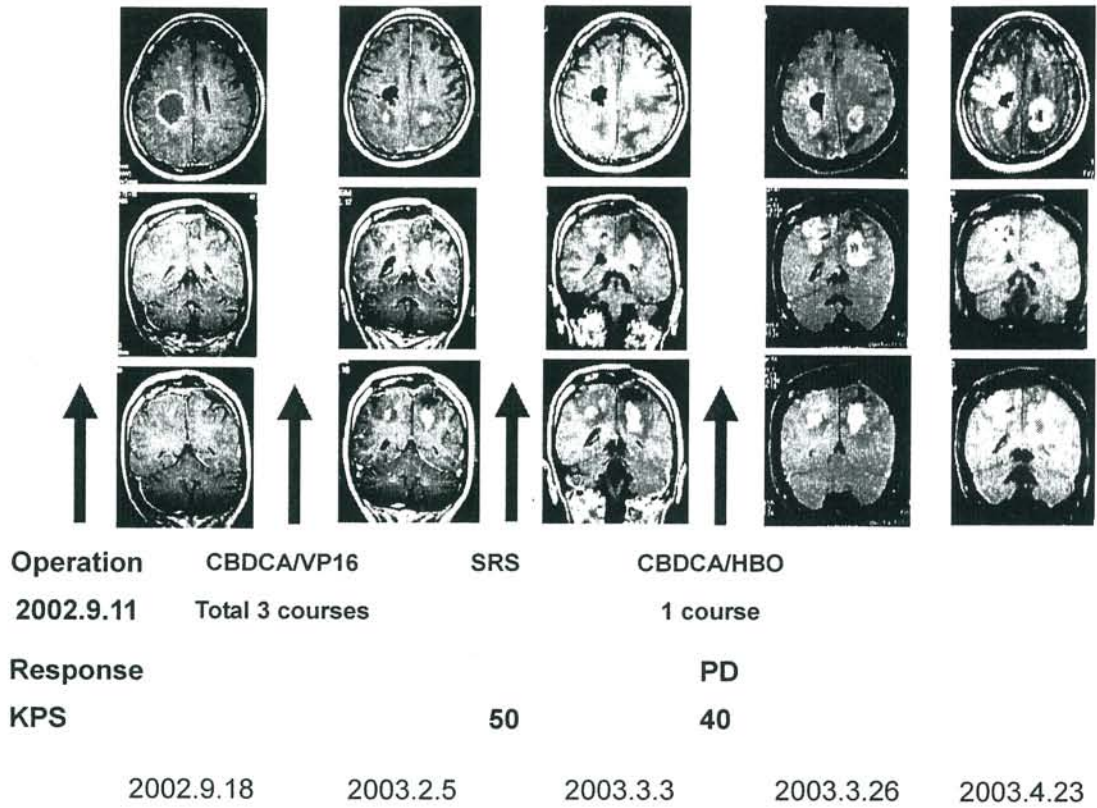 Operation CBDCA/VP16 SRS CBDCA/HBO
2002.9.11 Total 3 courses 1 course
Response PD
KPS 50 40
2002.9.18 2003.2.5 2003.3.3 2003.3.26 2003.4.23